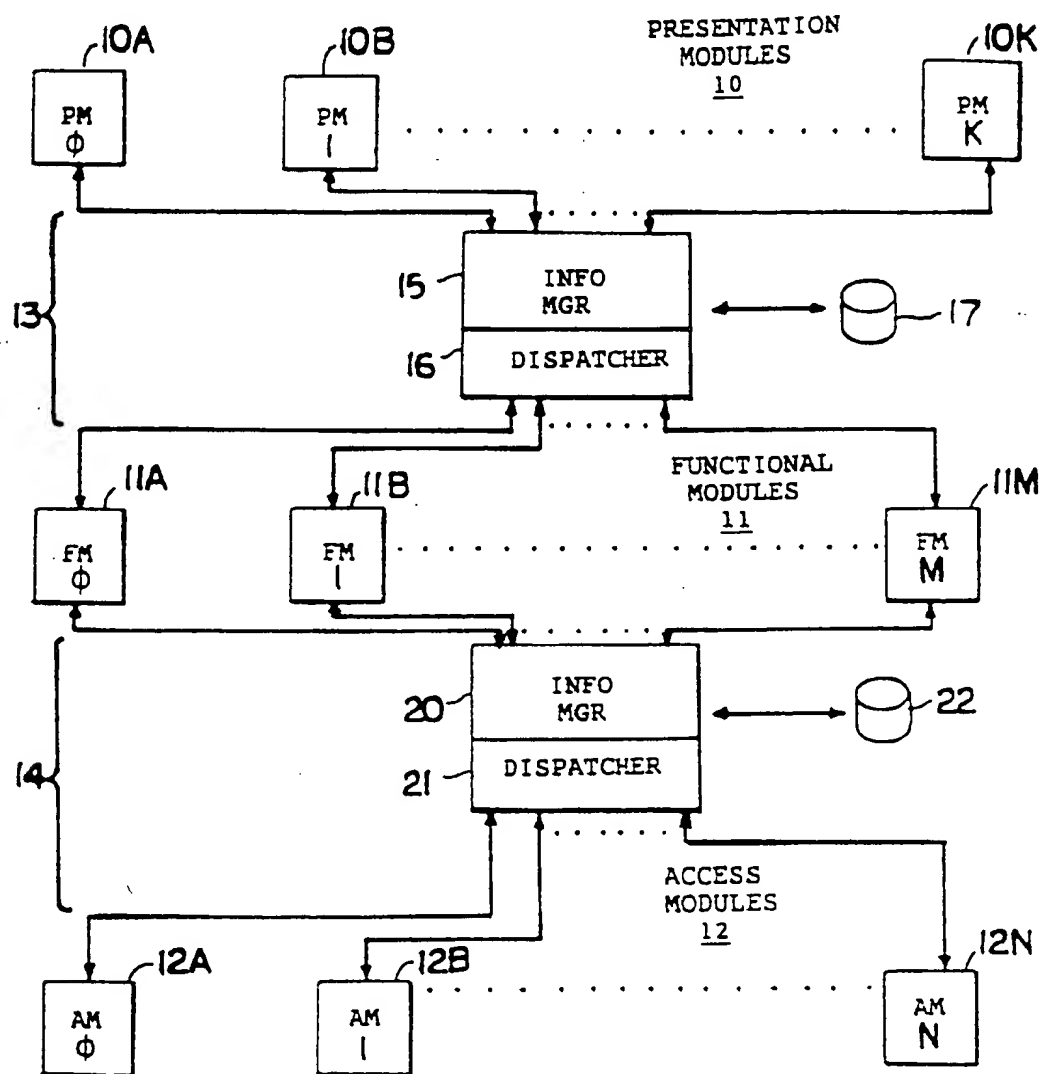 10A
10B
PRESENTATION
MODULES
10
10K
PM
Φ
PM
1
PM
K
13
15
INFO
MGR
17
16
DISPATCHER
11A
11B
FUNCTIONAL
MODULES
11
11M
FM
Φ
FM
1
FM
M
14
20
INFO
MGR
22
21
DISPATCHER
ACCESS
MODULES
12
12A
12B
12N
AM
Φ
AM
1
AM
N